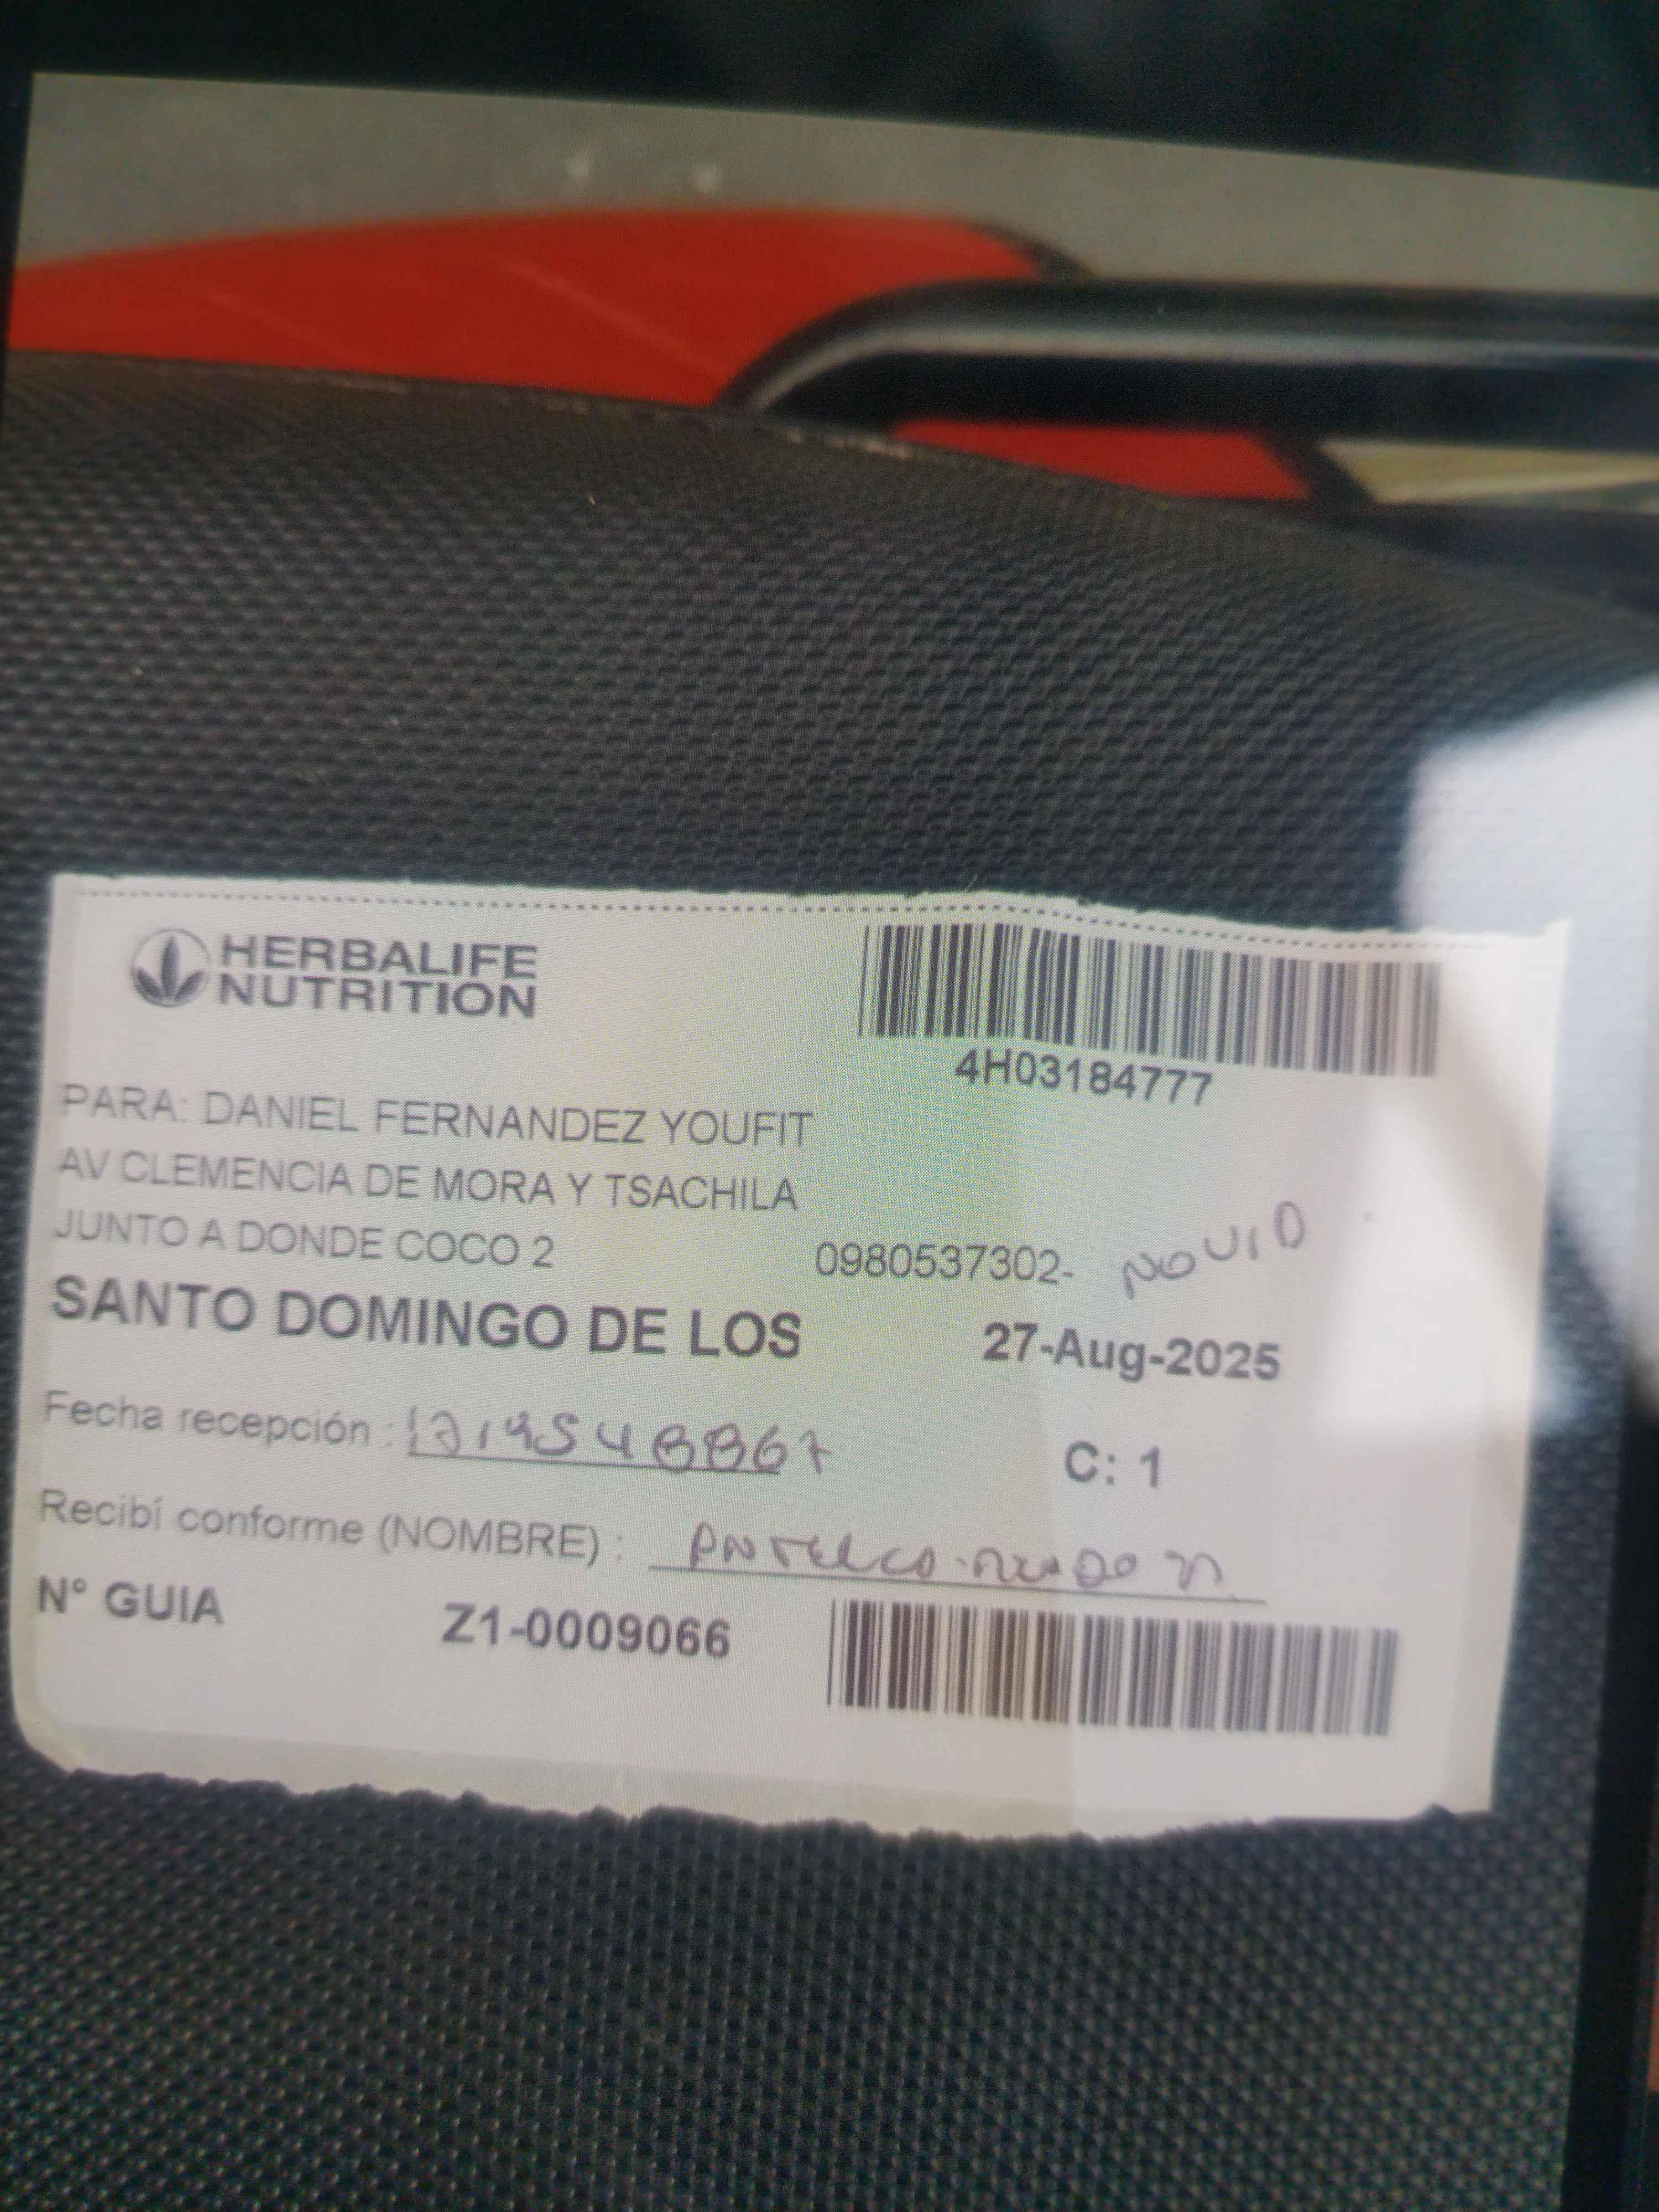 HERBALIFE
NUTRITION
4H03184777
PARA: DANIEL FERNANDEZ YOUFIT
AV CLEMENCIA DE MORA Y TSACHILA
JUNTO A DONDE COCO 2
0980537302-
SANTO DOMINGO DE LOS
27-Aug-2025
Fecha recepción :
C: 1
Recibí conforme (NOMBRE) :
N° GUIA
Z1-0009066